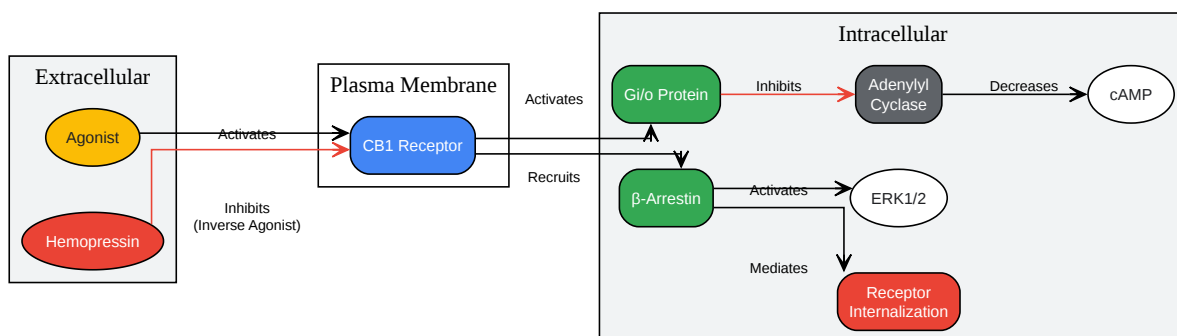 Extracellular
Agonist
Hemopressin
Activates
Inhibits
(Inverse Agonist)
Plasma Membrane
CB1 Receptor
Activates
Recruits
Intracellular
Gi/o Protein
Inhibits
Adenylyl
Cyclase
Decreases
cAMP
β-Arrestin
Activates
ERK1/2
Mediates
Receptor
Internalization